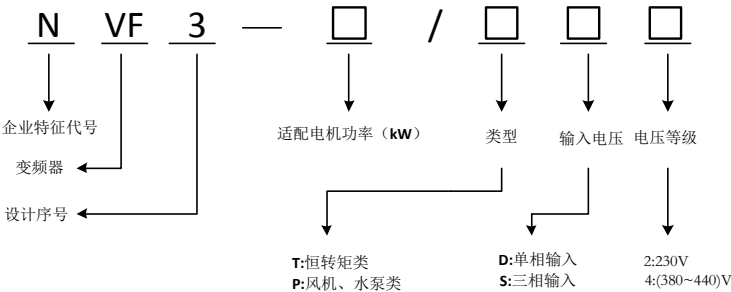 N VF 3 — □ / □ □ □
企业特征代号
适配电机功率（kW）
类型
输入电压
电压等级
变频器
设计序号
T:恒转矩类
P:风机、水泵类
D:单相输入
S:三相输入
2:230V
4:(380~440)V